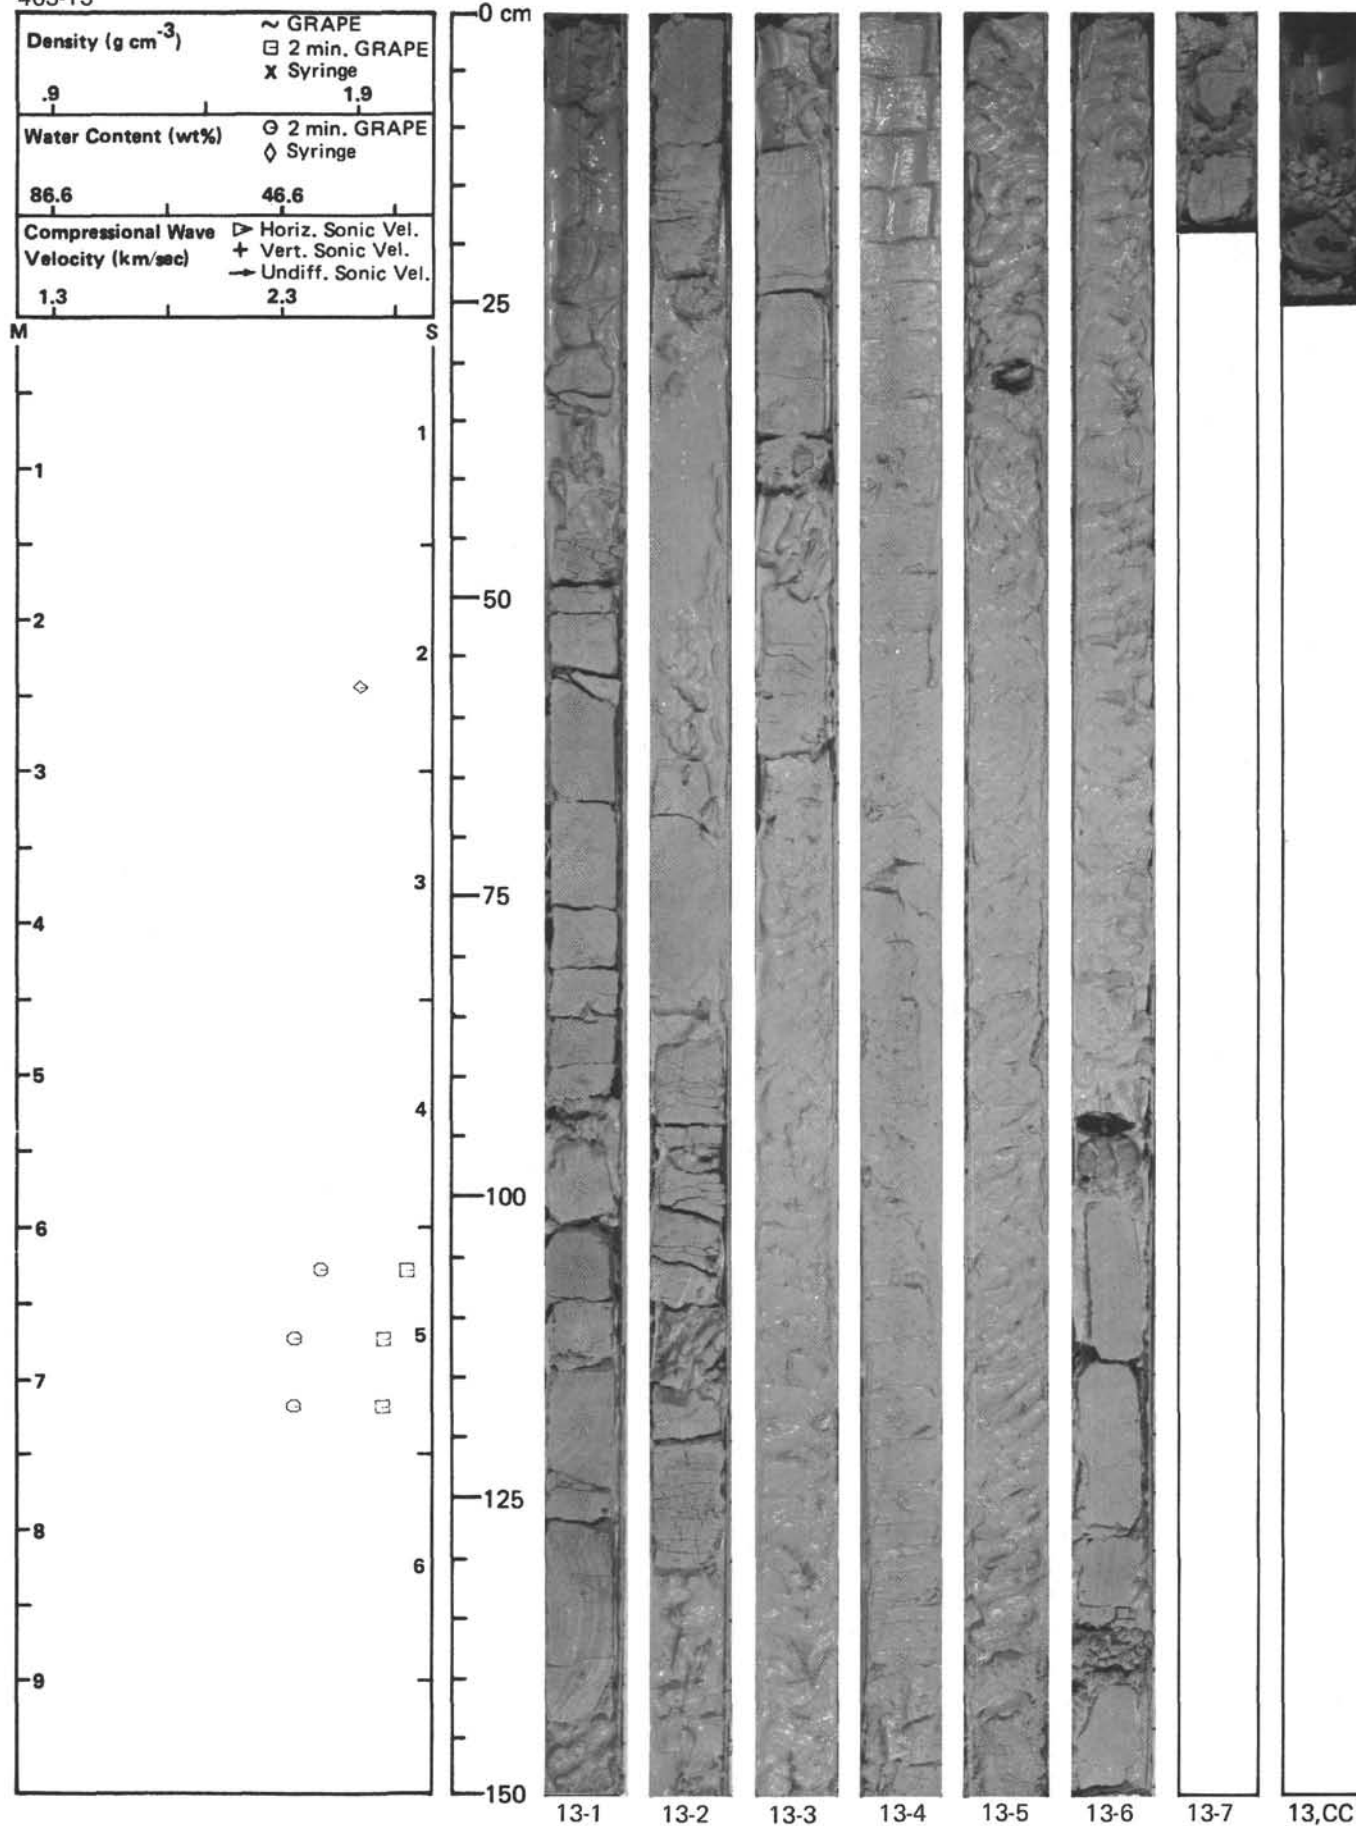 0 cm
Density (g cm-3)
~ GRAPE
⊡ 2 min. GRAPE
x Syringe
.9 1.9
Water Content (wt%)
⊙ 2 min. GRAPE
◇ Syringe
86.6 46.6
Compressional Wave
Velocity (km/sec)
▷ Horiz. Sonic Vel.
+ Vert. Sonic Vel.
→ Undiff. Sonic Vel.
1.3 2.3
M S
25
1
1
50
2
2
3
75
3
4
5
4
100
6
5
7
125
8
6
9
150
13-1 13-2 13-3 13-4 13-5 13-6 13-7 13,CC